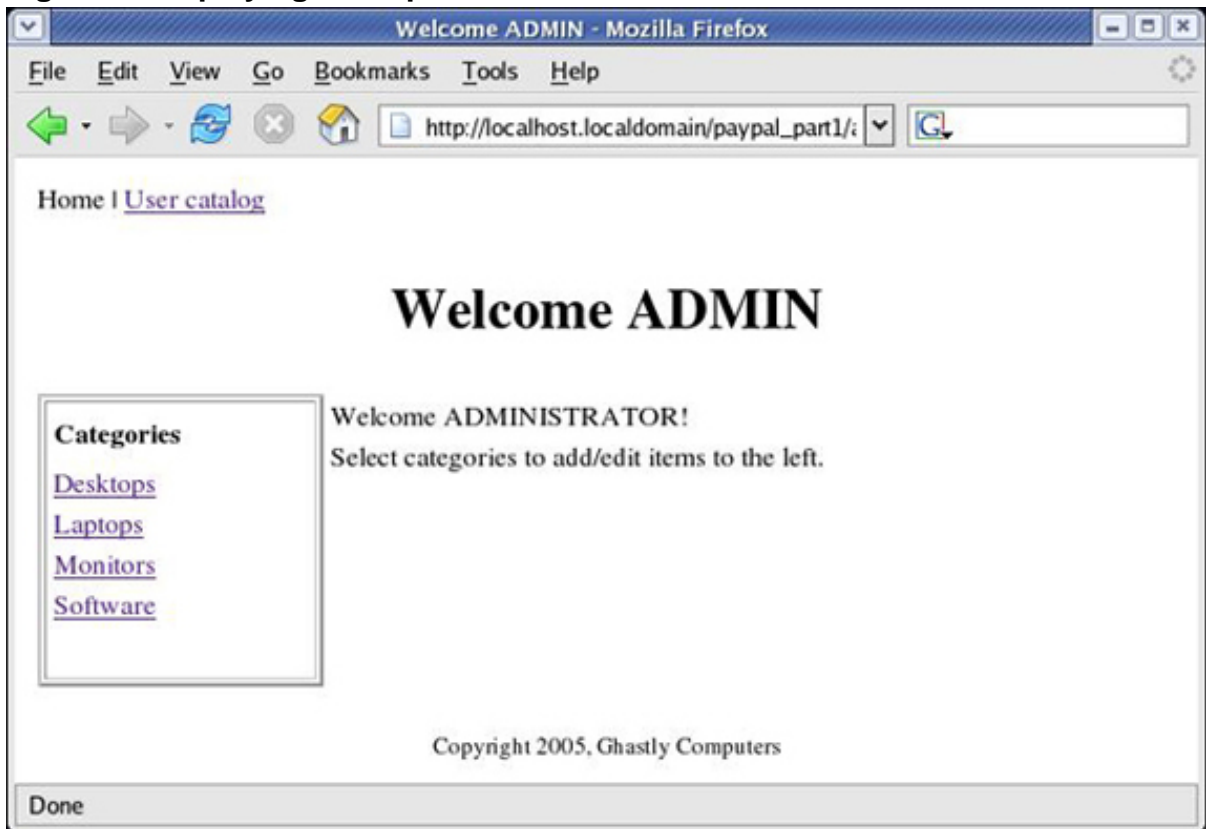 Welcome ADMIN - Mozilla Firefox
File Edit View Go Bookmarks Tools Help
http://localhost.localdomain/paypal_part1/
G
Home | User catalog
Welcome ADMIN
Categories
Desktops
Laptops
Monitors
Software
Welcome ADMINISTRATOR!
Select categories to add/edit items to the left.
Copyright 2005, Ghastly Computers
Done